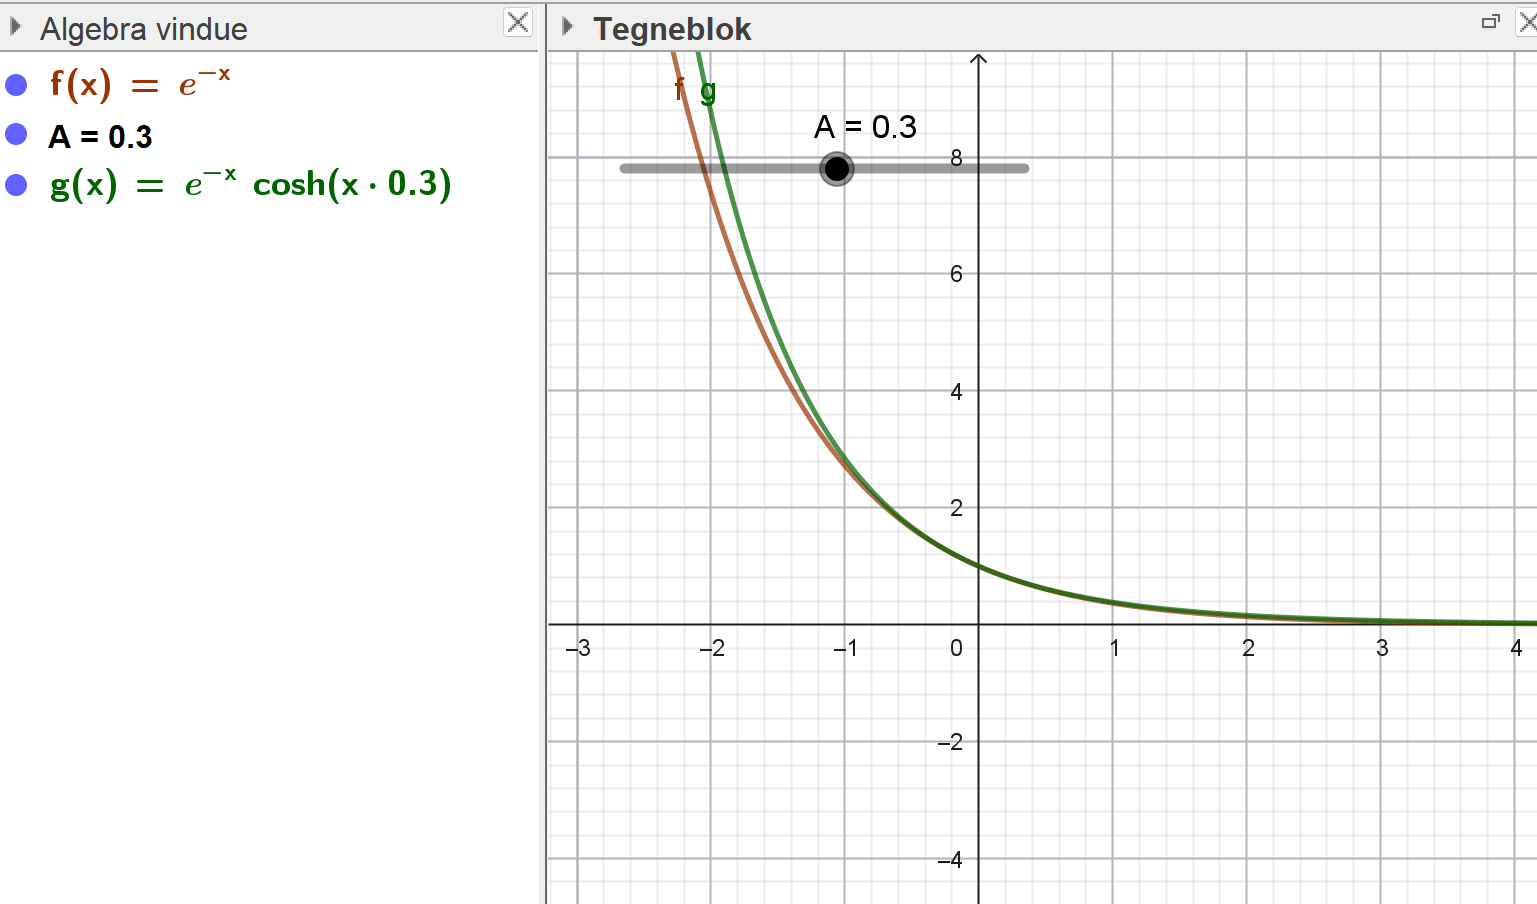 Algebra vindue
f(x) = e^{-x}
A = 0.3
g(x) = e^{-x} cosh(x · 0.3)
Tegneblok
f g
A = 0.3
8
6
4
2
–3 –2 –1 0 1 2 3 4
–2
–4